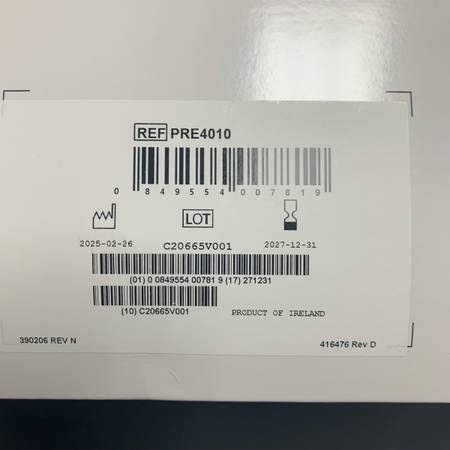 REF PRE4010
0 849554 007819
LOT
2025-02-26 C20665V001 2027-12-31
(01) 0 0849554 00781 9 (17) 271231
(10) C20665V001 PRODUCT OF IRELAND
390206 REV N 416476 Rev D